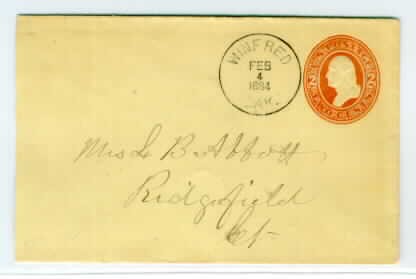 WINFRED
FEB
4
1884
Mrs L B Abbott
Ridgefield
Ct-